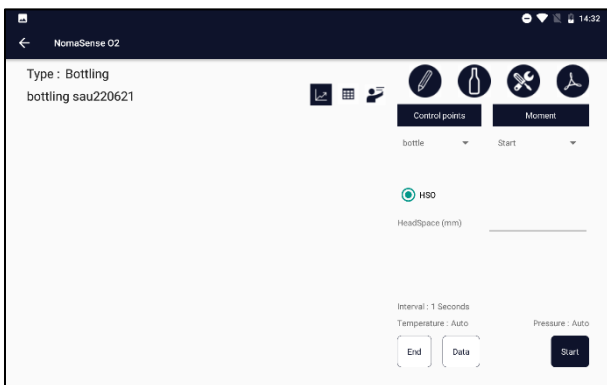 14:32
NomaSense O2
Type : Bottling
bottling sau220621
Control points
Moment
bottle
Start
HSO
HeadSpace (mm)
Interval : 1 Seconds
Temperature : Auto
Pressure : Auto
End
Data
Start